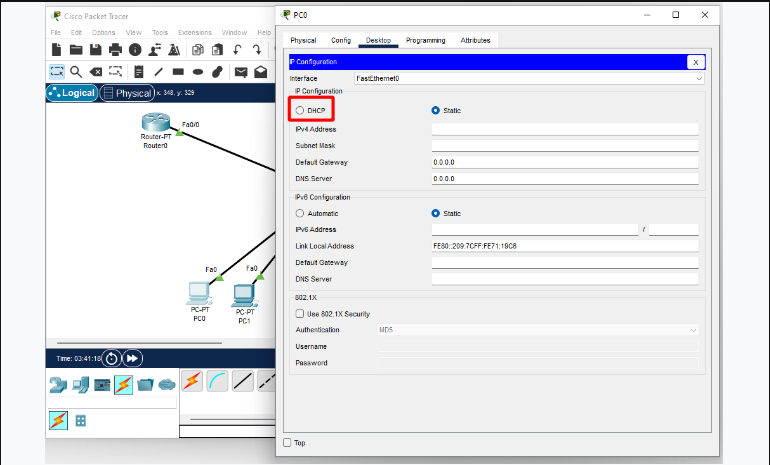 Cisco Packet Tracer
File Edit Options View Tools Extensions Window Help
Logical Physical x: 348, y: 329
Fa0/0
Router-PT
Router0
Fa0 Fa0
PC-PT
PC0
PC-PT
PC1
Time: 03:41:18
PC0
Physical Config Desktop Programming Attributes
IP Configuration X
Interface FastEthernet0
IP Configuration
DHCP Static
IPv4 Address
Subnet Mask
Default Gateway 0.0.0.0
DNS Server 0.0.0.0
IPv6 Configuration
Automatic Static
IPv6 Address /
Link Local Address FE80::209:7CFF:FE71:19C8
Default Gateway
DNS Server
802.1X
Use 802.1X Security
Authentication MD5
Username
Password
Top